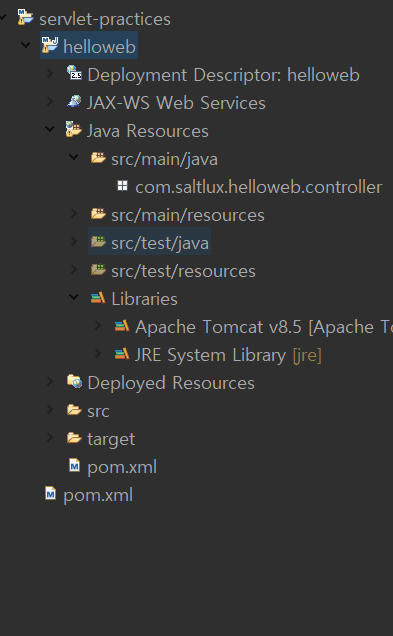 servlet-practices
helloweb
Deployment Descriptor: helloweb
JAX-WS Web Services
Java Resources
src/main/java
com.saltlux.helloweb.controller
src/main/resources
src/test/java
src/test/resources
Libraries
Apache Tomcat v8.5 [Apache To
JRE System Library [jre]
Deployed Resources
src
target
pom.xml
pom.xml